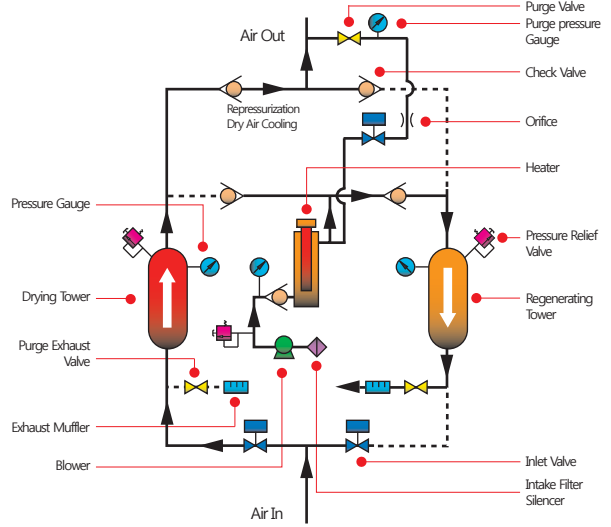 Purge Valve
Purge pressure
Gauge
Air Out
Check Valve
Repressurization
Dry Air Cooling
Orifice
Heater
Pressure Gauge
Pressure Relief
Valve
Drying Tower
Regenerating
Tower
Purge Exhaust
Valve
Exhaust Muffler
Blower
Inlet Valve
Intake Filter
Silencer
Air In